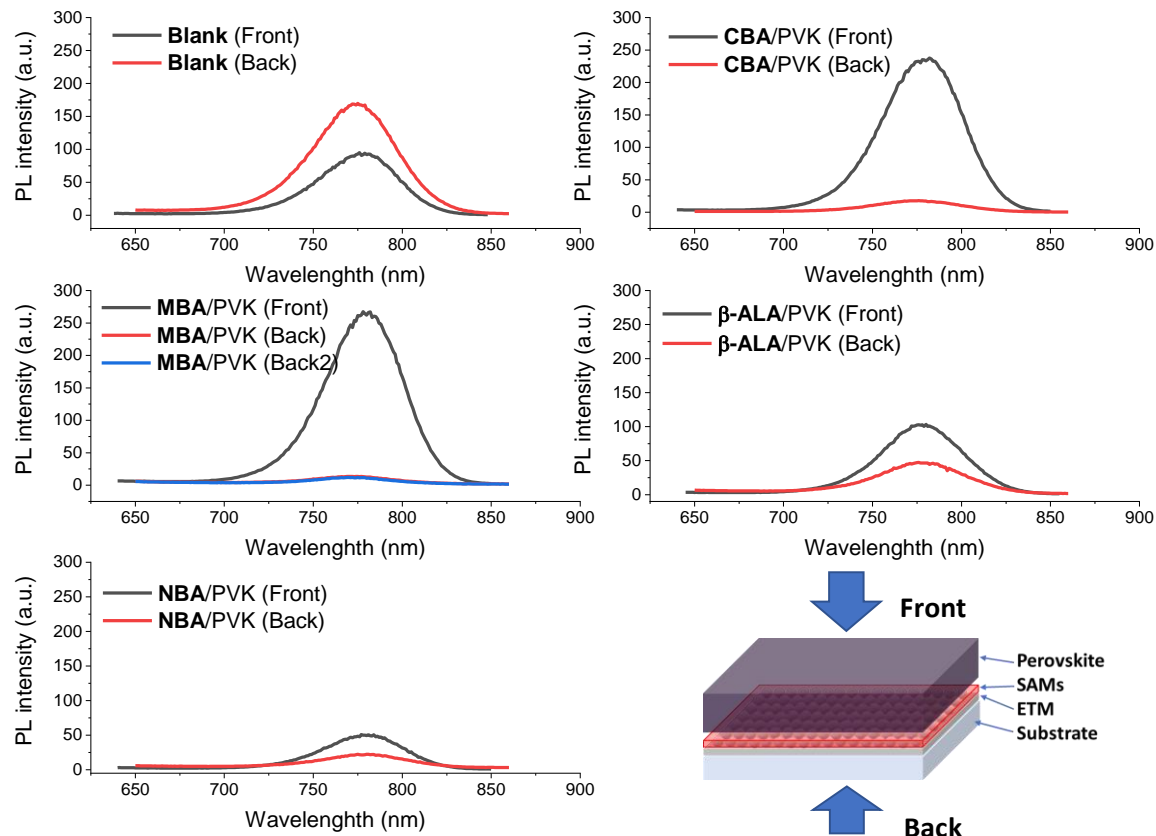 300
250
200
150
100
50
0
PL intensity (a.u.)
Blank (Front)
Blank (Back)
650 700 750 800 850 900
Wavelenghth (nm)
300
250
200
150
100
50
0
PL intensity (a.u.)
CBA/PVK (Front)
CBA/PVK (Back)
650 700 750 800 850 900
Wavelenghth (nm)
300
250
200
150
100
50
0
PL intensity (a.u.)
MBA/PVK (Front)
MBA/PVK (Back)
MBA/PVK (Back2)
650 700 750 800 850 900
Wavelenghth (nm)
300
250
200
150
100
50
0
PL intensity (a.u.)
β-ALA/PVK (Front)
β-ALA/PVK (Back)
650 700 750 800 850 900
Wavelenghth (nm)
300
250
200
150
100
50
0
PL intensity (a.u.)
NBA/PVK (Front)
NBA/PVK (Back)
650 700 750 800 850 900
Wavelenghth (nm)
Front
Perovskite
SAMs
ETM
Substrate
Back